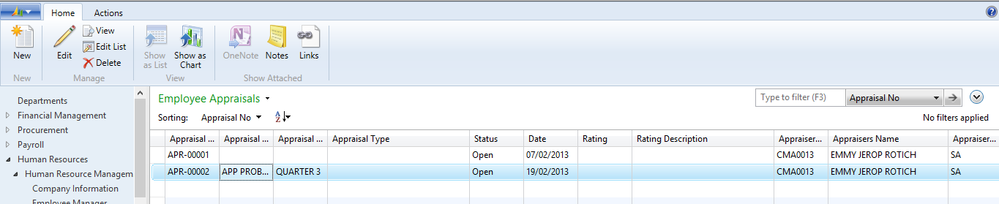 Home Actions
New
Edit
View
Edit List
Delete
Show as List
Show as Chart
OneNote
Notes
Links
New Manage View Show Attached
Departments
Financial Management
Procurement
Payroll
Human Resources
Human Resource Managem
Company Information
Employee Manager
Employee Appraisals
Type to filter (F3) Appraisal No
Sorting: Appraisal No No filters applied
Appraisal ... Appraisal ... Appraisal ... Appraisal Type Status Date Rating Rating Description Appraiser... Appraisers Name Appraiser...
APR-00001 Open 07/02/2013 CMA0013 EMMY JEROP ROTICH SA
APR-00002 APP PROB... QUARTER 3 Open 19/02/2013 CMA0013 EMMY JEROP ROTICH SA